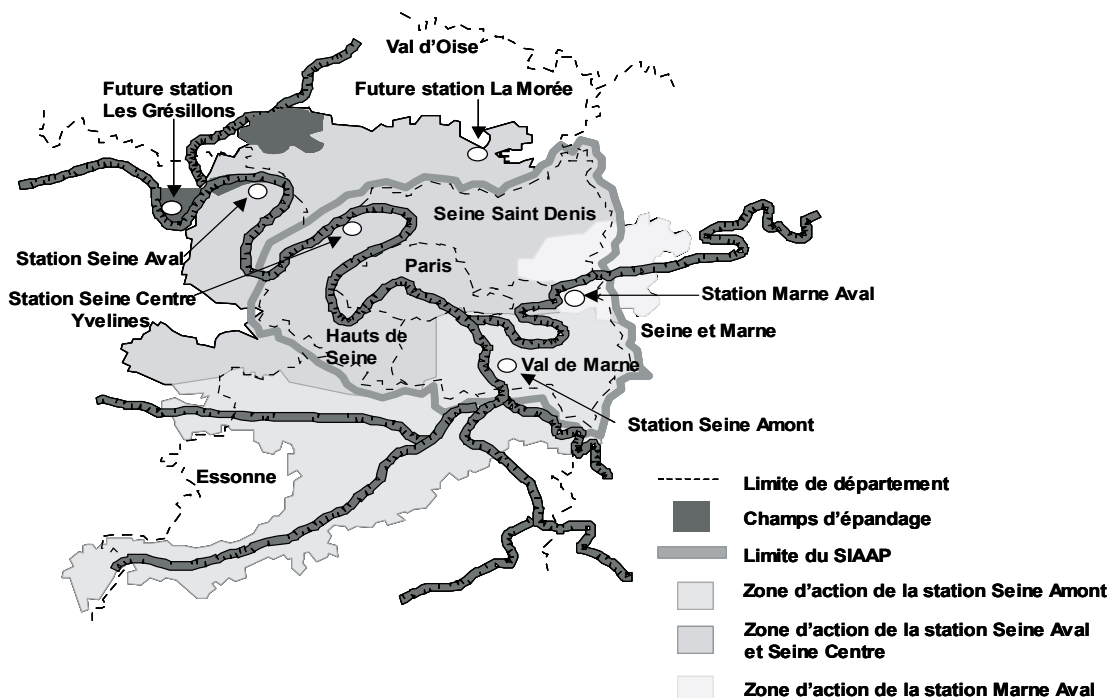 Val d'Oise
Future station
Les Grésillons
Future station La Morée
Seine Saint Denis
Station Seine Aval
Paris
Station Seine Centre
Yvelines
Station Marne Aval
Hauts de
Seine
Seine et Marne
Val de Marne
Station Seine Amont
Essonne
Limite de département
Champs d'épandage
Limite du SIAAP
Zone d'action de la station Seine Amont
Zone d'action de la station Seine Aval
et Seine Centre
Zone d'action de la station Marne Aval